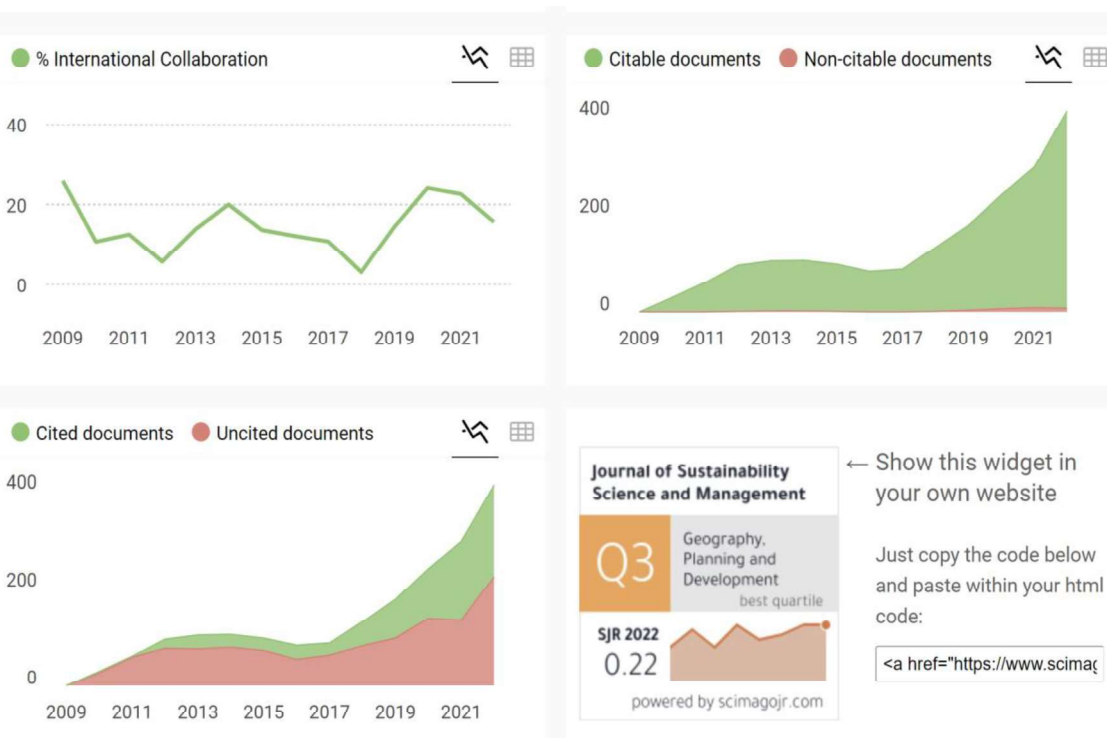 % International Collaboration
40
20
0
2009 2011 2013 2015 2017 2019 2021
Citable documents Non-citable documents
400
200
0
2009 2011 2013 2015 2017 2019 2021
Cited documents Uncited documents
400
200
0
2009 2011 2013 2015 2017 2019 2021
Journal of Sustainability
Science and Management
Q3
Geography,
Planning and
Development
best quartile
SJR 2022
0.22
powered by scimagojr.com
← Show this widget in
your own website
Just copy the code below
and paste within your html
code:
<a href="https://www.scimag